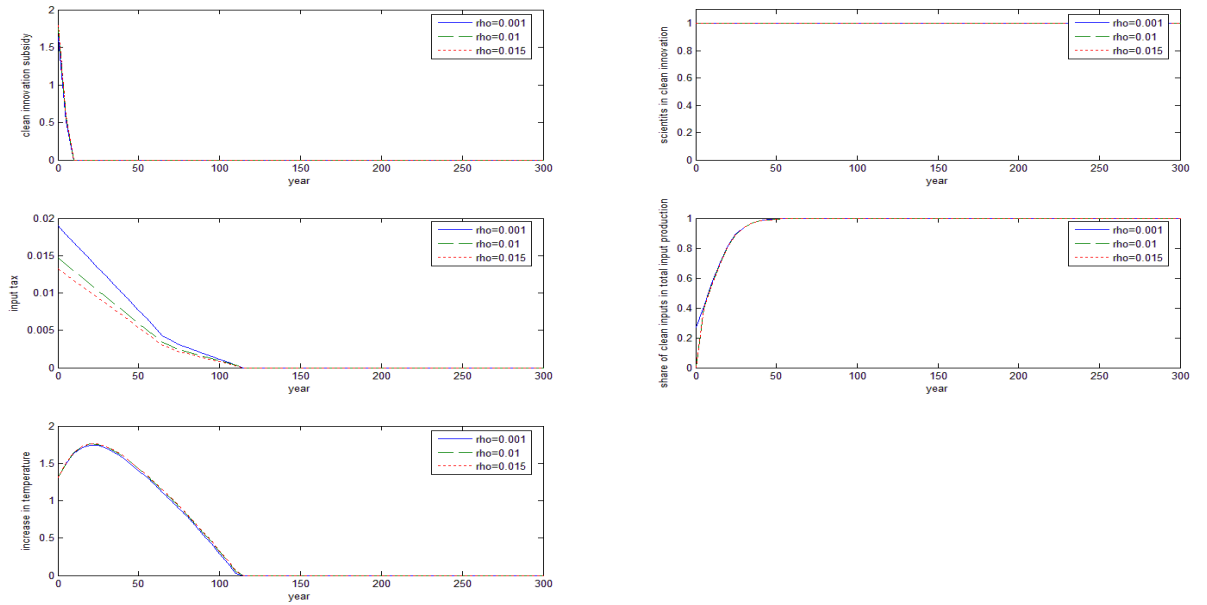 clean innovation subsidy
2
1.5
1
0.5
0
0 50 100 150 200 250 300
year
rho=0.001
rho=0.01
rho=0.015
scientits in clean innovation
1
0.8
0.6
0.4
0.2
0
0 50 100 150 200 250 300
year
rho=0.001
rho=0.01
rho=0.015
input tax
0.02
0.015
0.01
0.005
0
0 50 100 150 200 250 300
year
rho=0.001
rho=0.01
rho=0.015
share of clean inputs in total input production
1
0.8
0.6
0.4
0.2
0
0 50 100 150 200 250 300
year
rho=0.001
rho=0.01
rho=0.015
increase in temperature
2
1.5
1
0.5
0
0 50 100 150 200 250 300
year
rho=0.001
rho=0.01
rho=0.015